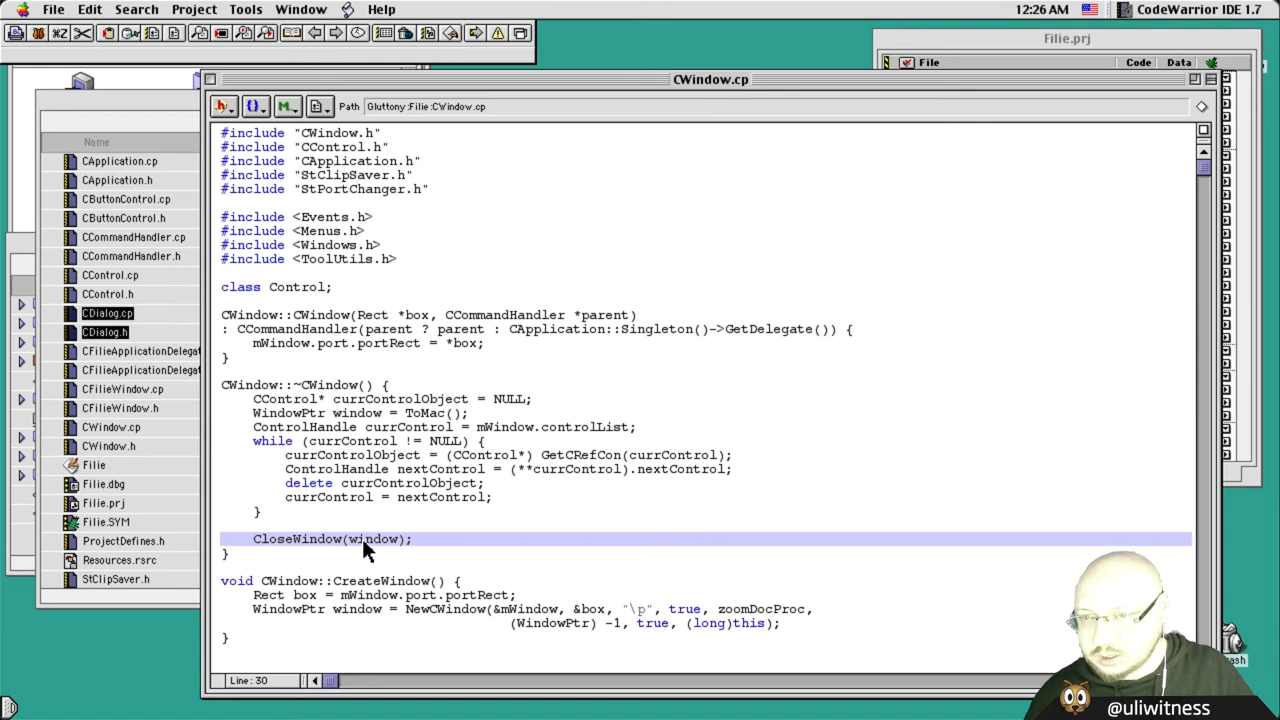 File Edit Search Project Tools Window Help 12:26 AM CodeWarrior IDE 1.7
Filie.prj
File Code Data
CWindow.cp
Path Gluttony:Filie:CWindow.cp
Name
CApplication.cp
CApplication.h
CButtonControl.cp
CButtonControl.h
CCommandHandler.cp
CCommandHandler.h
CControl.cp
CControl.h
CDialog.cp
CDialog.h
CFilieApplicationDelegat
CFilieApplicationDelegat
CFilieWindow.cp
CFilieWindow.h
CWindow.cp
CWindow.h
Filie
Filie.dbg
Filie.prj
Filie.SYM
ProjectDefines.h
Resources.rsrc
StClipSaver.h
#include "CWindow.h"
#include "CControl.h"
#include "CApplication.h"
#include "StClipSaver.h"
#include "StPortChanger.h"
#include <Events.h>
#include <Menus.h>
#include <Windows.h>
#include <ToolUtils.h>
class Control;
CWindow::CWindow(Rect *box, CCommandHandler *parent)
: CCommandHandler(parent ? parent : CApplication::Singleton()->GetDelegate()) {
mWindow.port.portRect = *box;
}
CWindow::~CWindow() {
CControl* currControlObject = NULL;
WindowPtr window = ToMac();
ControlHandle currControl = mWindow.controlList;
while (currControl != NULL) {
currControlObject = (CControl*) GetCRefCon(currControl);
ControlHandle nextControl = (**currControl).nextControl;
delete currControlObject;
currControl = nextControl;
}
CloseWindow(window);
}
void CWindow::CreateWindow() {
Rect box = mWindow.port.portRect;
WindowPtr window = NewCWindow(&mWindow, &box, "\p", true, zoomDocProc,
(WindowPtr) -1, true, (long)this);
}
Line: 30
@uliwitness